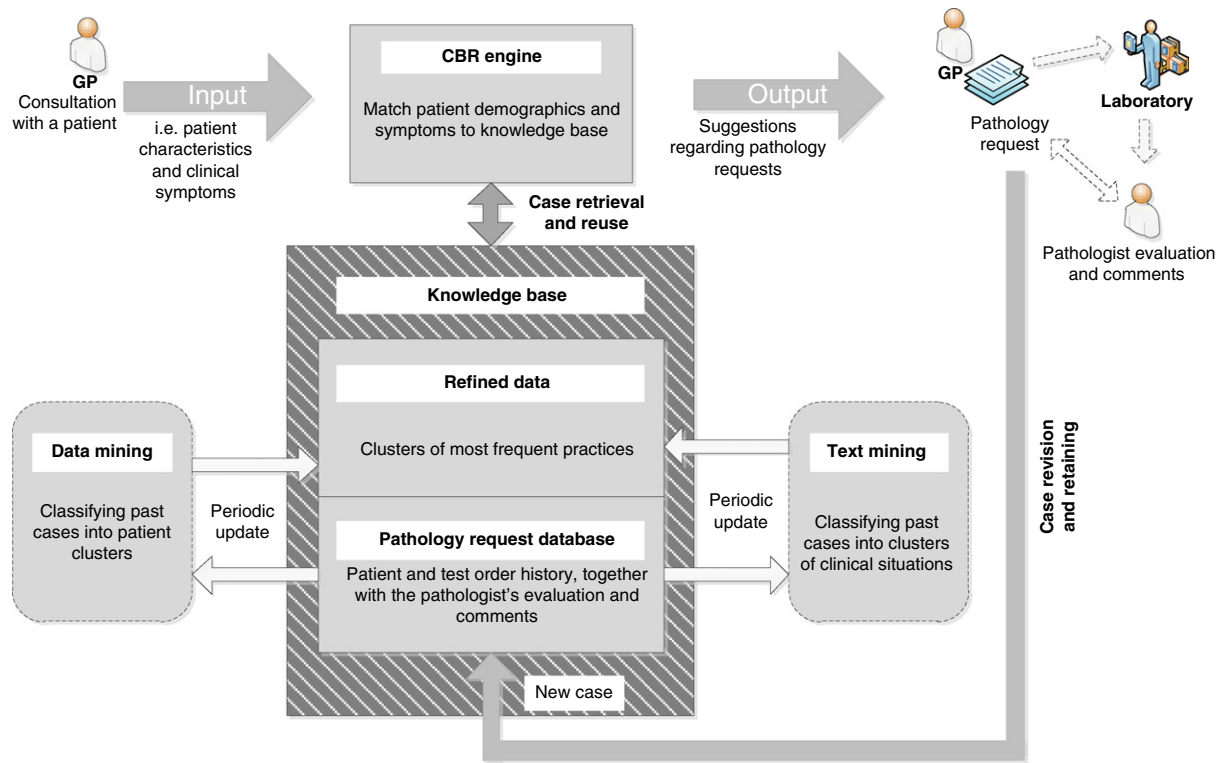 GP
Consultation
with a patient
Input
i.e. patient
characteristics
and clinical
symptoms
CBR engine
Match patient demographics and
symptoms to knowledge base
Output
Suggestions
regarding pathology
requests
GP
Pathology
request
Laboratory
Pathologist evaluation
and comments
Case retrieval
and reuse
Knowledge base
Refined data
Clusters of most frequent practices
Data mining
Classifying past
cases into patient
clusters
Periodic
update
Pathology request database
Patient and test order history, together
with the pathologist's evaluation and
comments
Periodic
update
Text mining
Classifying past
cases into clusters
of clinical situations
Case revision
and retaining
New case